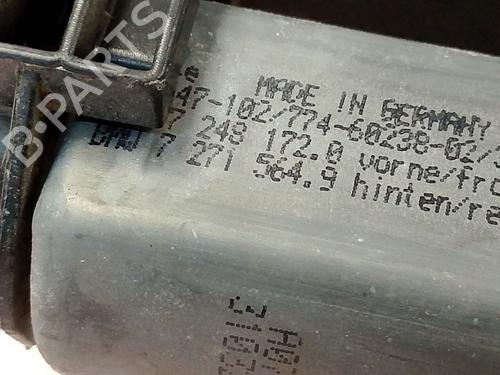 MADE IN GERMANY
47-102/774-60238-02/
7 248 172.0 vorne/fro
BMW 7 271 564.9 hinten/re
B-PARTS